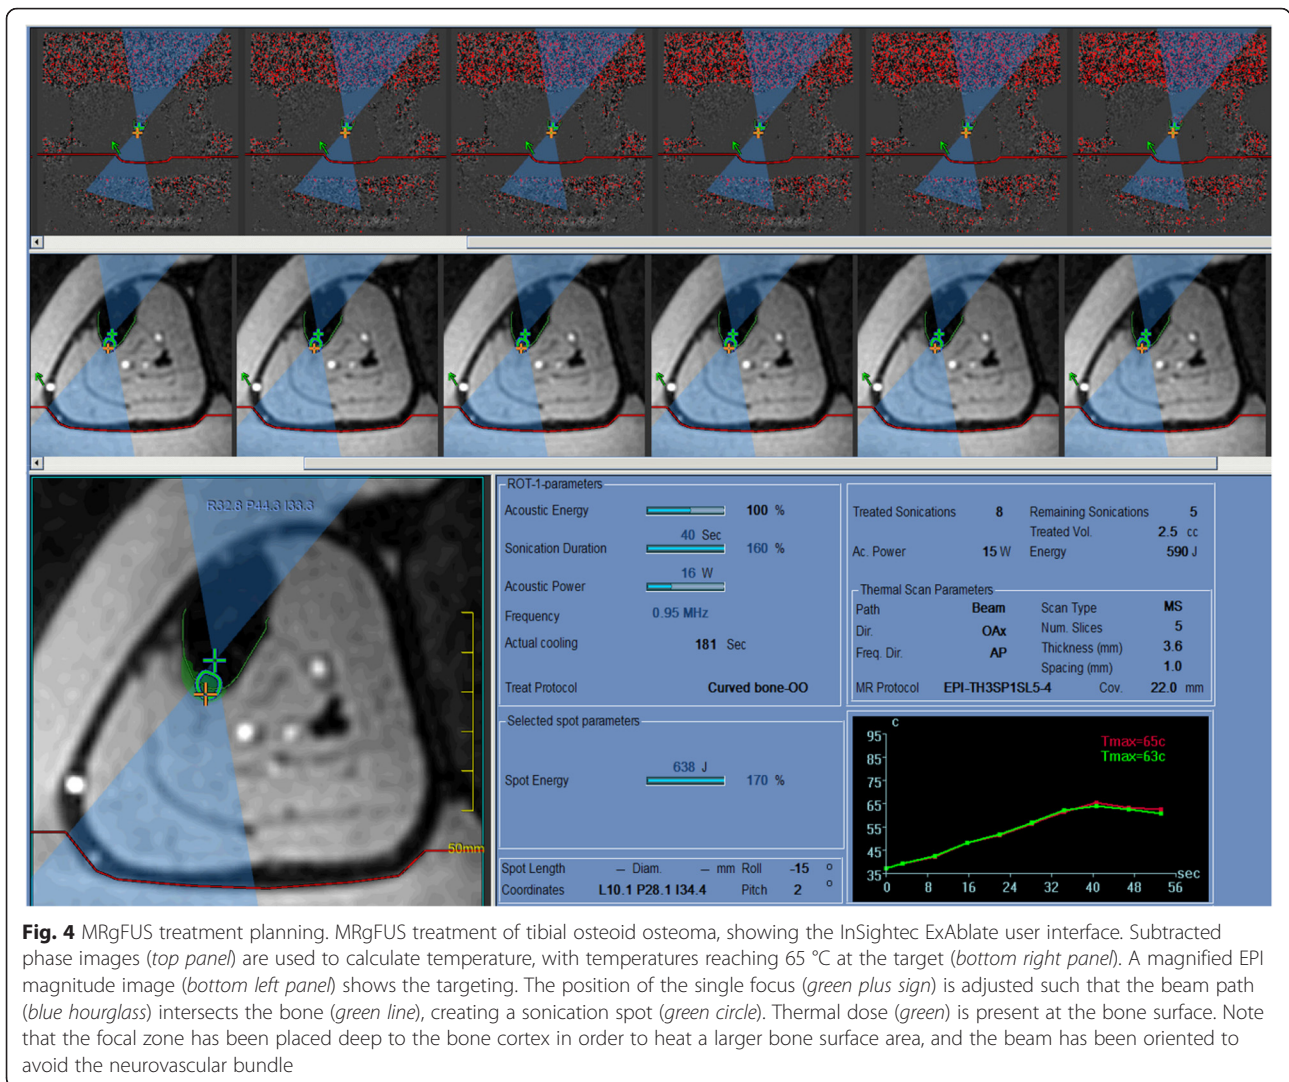 R32.8 P44.3 I33.3
50mm
ROT-1-parameters
Acoustic Energy 100 %
40 Sec
Sonication Duration 160 %
16 W
Acoustic Power
Frequency 0.95 MHz
Actual cooling 181 Sec
Treat Protocol Curved bone-OO
Selected spot parameters
638 J
Spot Energy 170 %
Spot Length – Diam. – mm Roll -15 o
Coordinates L10.1 P28.1 I34.4 Pitch 2 o
Treated Sonications 8 Remaining Sonications 5
Treated Vol. 2.5 cc
Ac. Power 15 W Energy 590 J
Thermal Scan Parameters
Path Beam Scan Type MS
Dir. OAx Num. Slices 5
Freq. Dir. AP Thickness (mm) 3.6
Spacing (mm) 1.0
MR Protocol EPI-TH3SP1SL5-4 Cov. 22.0 mm
c
95
85
75
65
55
45
35
Tmax=65c
Tmax=63c
sec
0 8 16 24 32 40 48 56
Fig. 4 MRgFUS treatment planning. MRgFUS treatment of tibial osteoid osteoma, showing the InSightec ExAblate user interface. Subtracted
phase images (top panel) are used to calculate temperature, with temperatures reaching 65 °C at the target (bottom right panel). A magnified EPI
magnitude image (bottom left panel) shows the targeting. The position of the single focus (green plus sign) is adjusted such that the beam path
(blue hourglass) intersects the bone (green line), creating a sonication spot (green circle). Thermal dose (green) is present at the bone surface. Note
that the focal zone has been placed deep to the bone cortex in order to heat a larger bone surface area, and the beam has been oriented to
avoid the neurovascular bundle